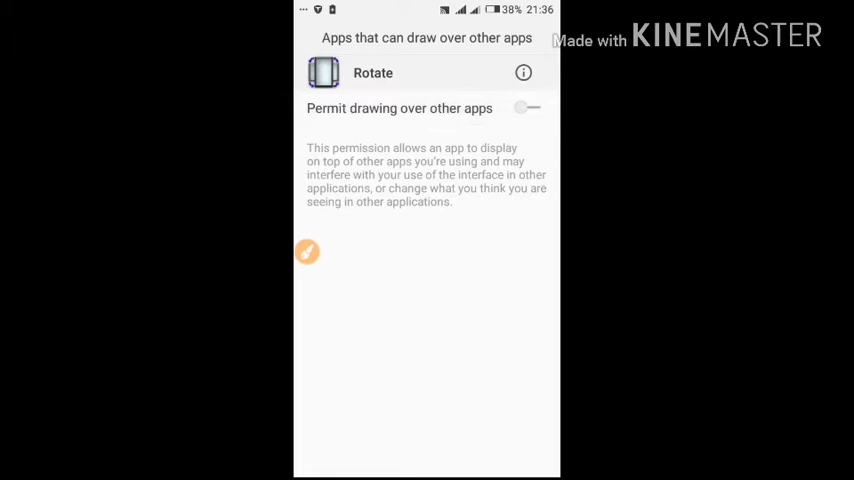 38% 21:36
Apps that can draw over other apps
Made with KINEMASTER
Rotate
Permit drawing over other apps
This permission allows an app to display
on top of other apps you're using and may
interfere with your use of the interface in other
applications, or change what you think you are
seeing in other applications.